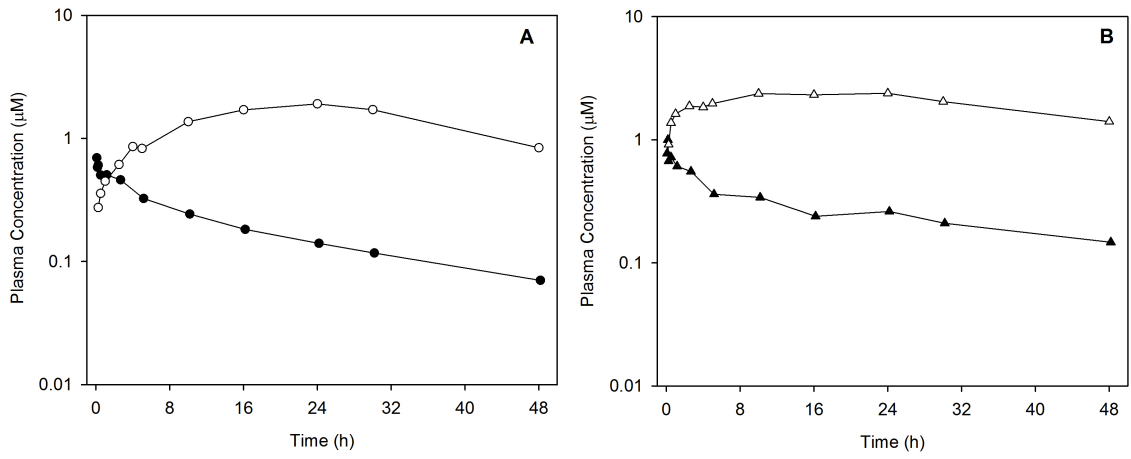 A
10
1
0.1
0.01
Plasma Concentration (μM)
0 8 16 24 32 40 48
Time (h)
B
10
1
0.1
0.01
Plasma Concentration (μM)
0 8 16 24 32 40 48
Time (h)